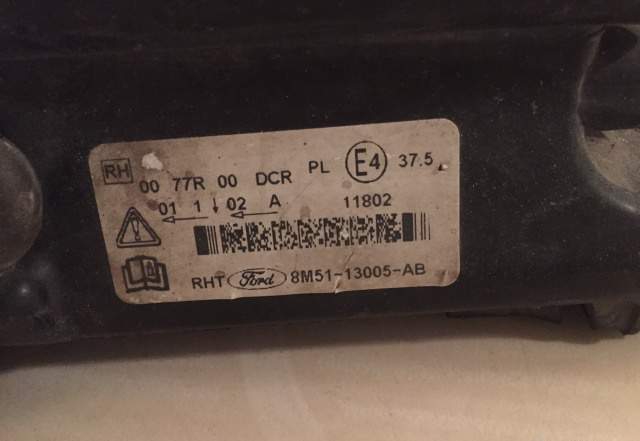 RH
00 77R 00 DCR PL E4 37.5
01 1 ↓ 02 A 11802
RHT Ford 8M51-13005-AB